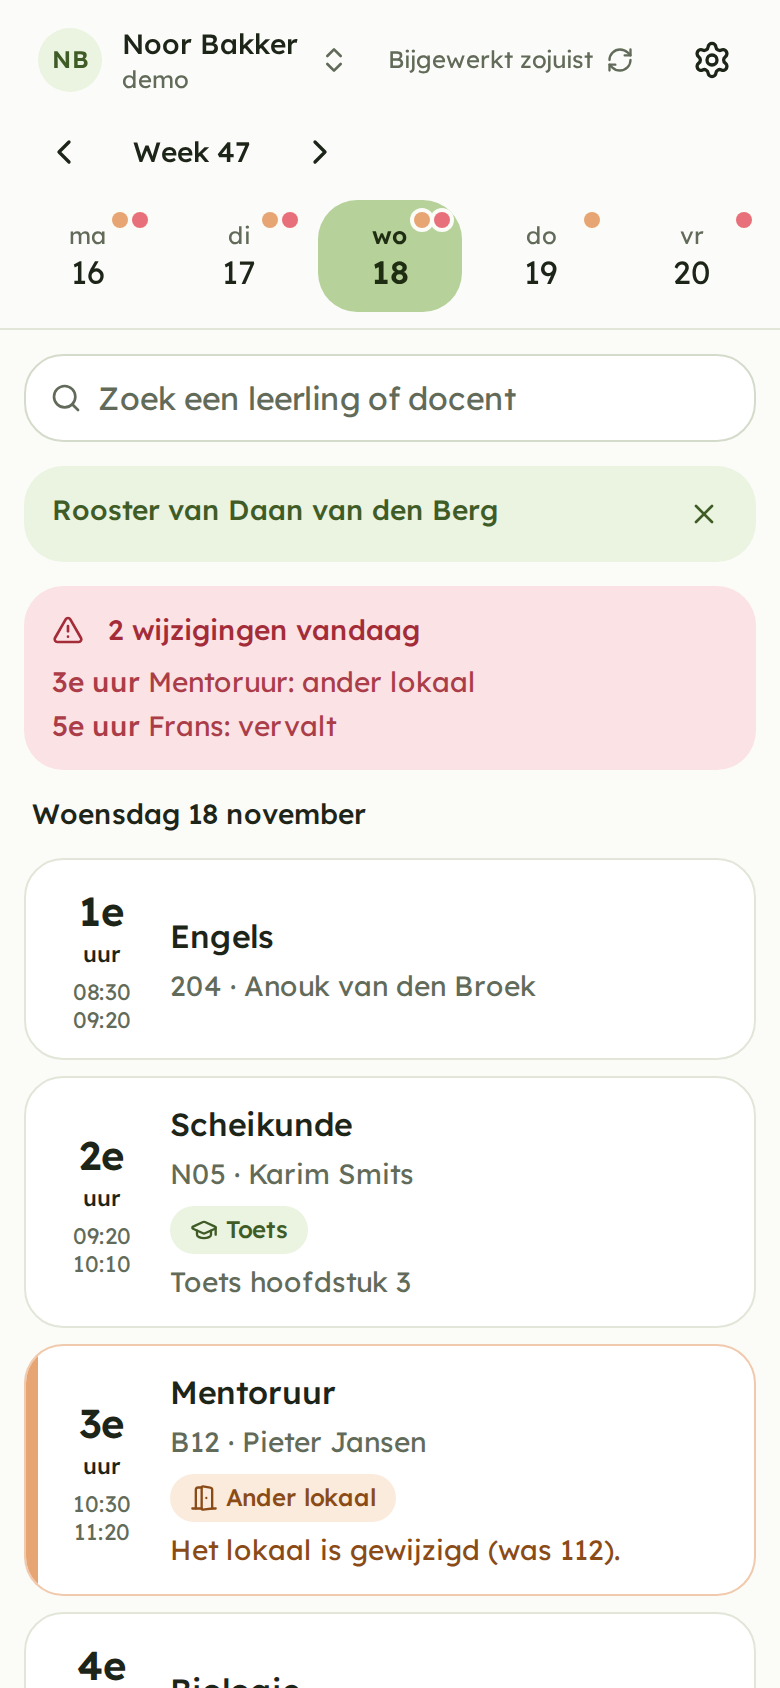 NB
Noor Bakker
demo
Bijgewerkt zojuist
Week 47
ma
16
di
17
wo
18
do
19
vr
20
Zoek een leerling of docent
Rooster van Daan van den Berg
2 wijzigingen vandaag
3e uur Mentoruur: ander lokaal
5e uur Frans: vervalt
Woensdag 18 november
1e
uur
08:30
09:20
Engels
204 · Anouk van den Broek
2e
uur
09:20
10:10
Scheikunde
N05 · Karim Smits
Toets
Toets hoofdstuk 3
3e
uur
10:30
11:20
Mentoruur
B12 · Pieter Jansen
Ander lokaal
Het lokaal is gewijzigd (was 112).
4e
Biologie